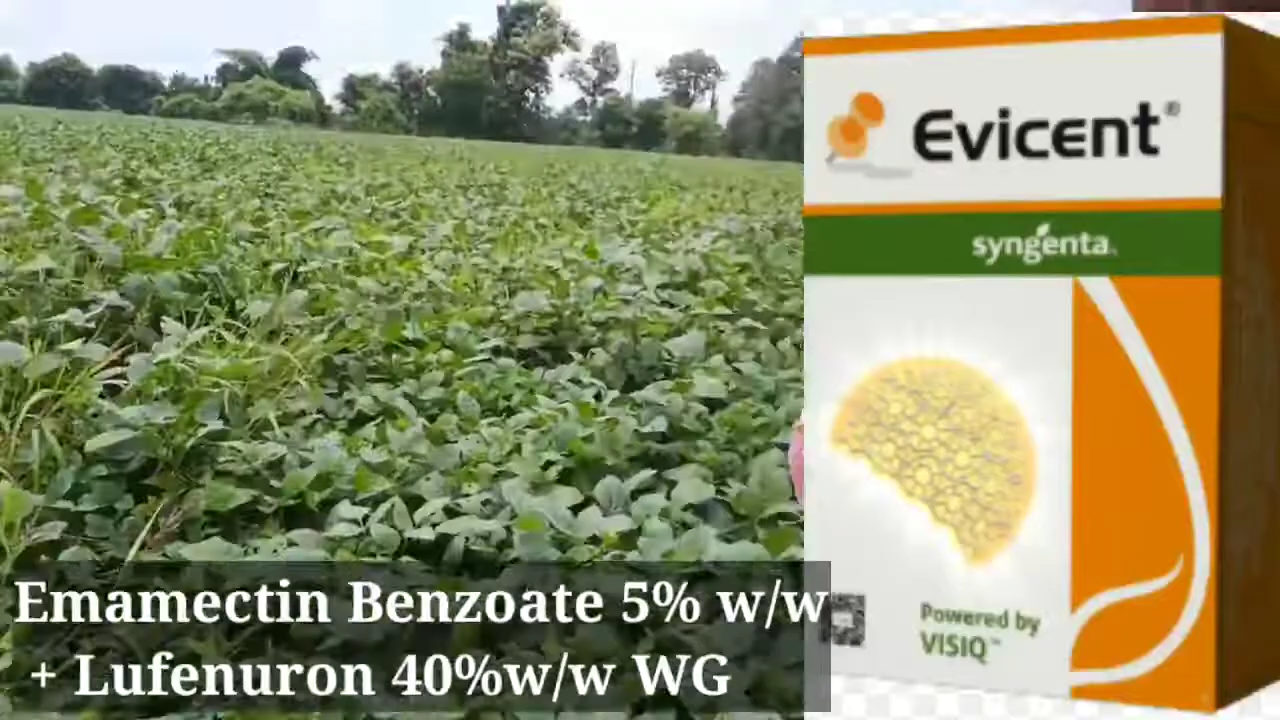 Evicent®
syngenta
Powered by
VISIQ™
Emamectin Benzoate 5% w/w
+ Lufenuron 40%w/w WG